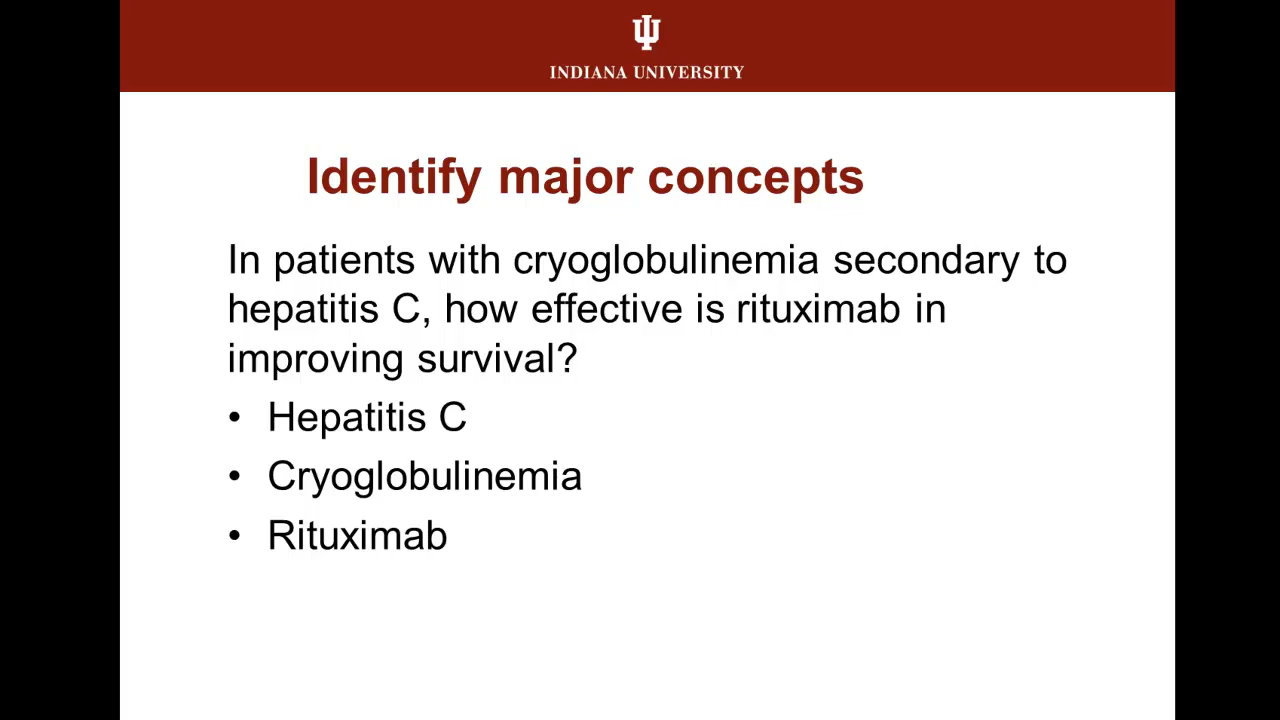 INDIANA UNIVERSITY
Identify major concepts
In patients with cryoglobulinemia secondary to
hepatitis C, how effective is rituximab in
improving survival?
• Hepatitis C
• Cryoglobulinemia
• Rituximab